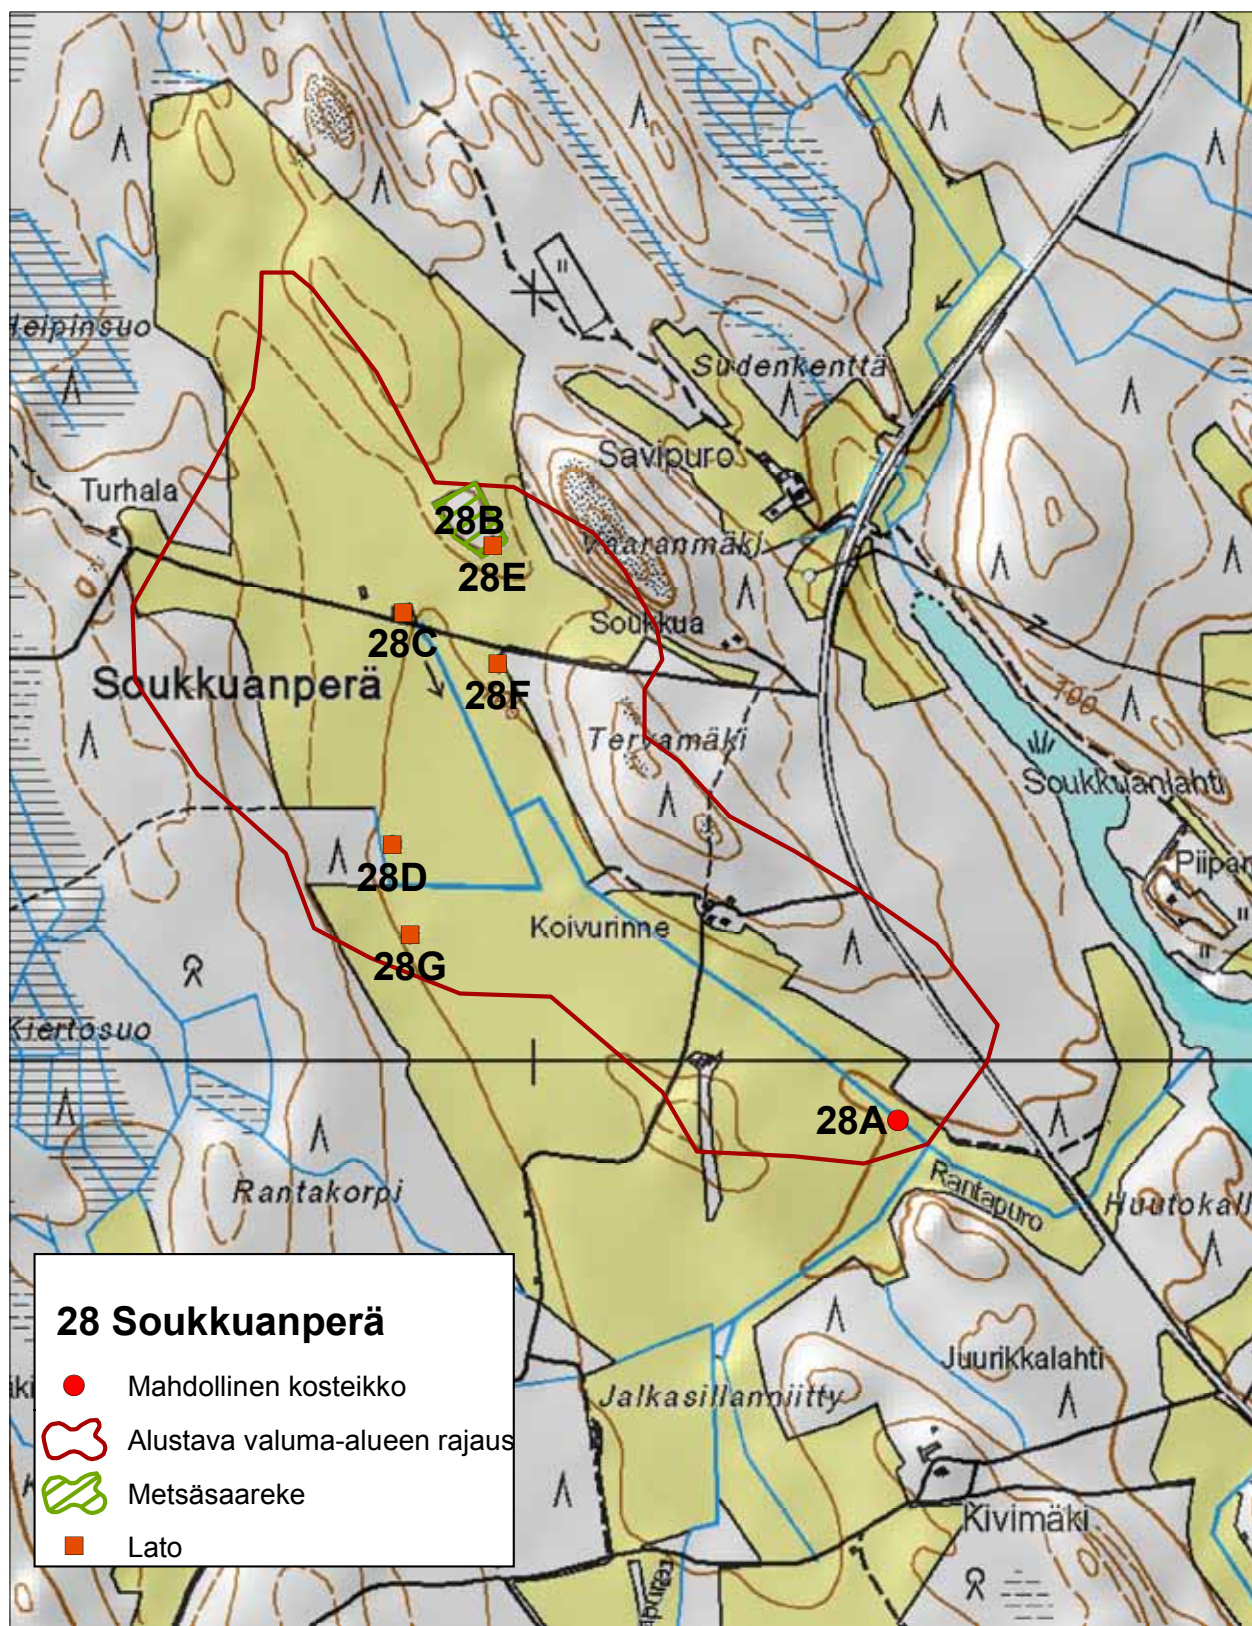 Heipinsuo
Sudenkenttä
Savipuro
Turhala
28B
Vaaranmäki
28E
Soukkua
28C
Soukkuanperä
28F
100
Tervamäki
Soukkuanlahti
28D
Piipar
Koivurinne
28G
Kiertosuo
28A
Rantakorpi
Rantapuro
Huutokall
28 Soukkuanperä
Mahdollinen kosteikko
Juurikkalahti
Jalkasillanniitty
Alustava valuma-alueen rajaus
Metsäsaareke
Kivimäki
Lato